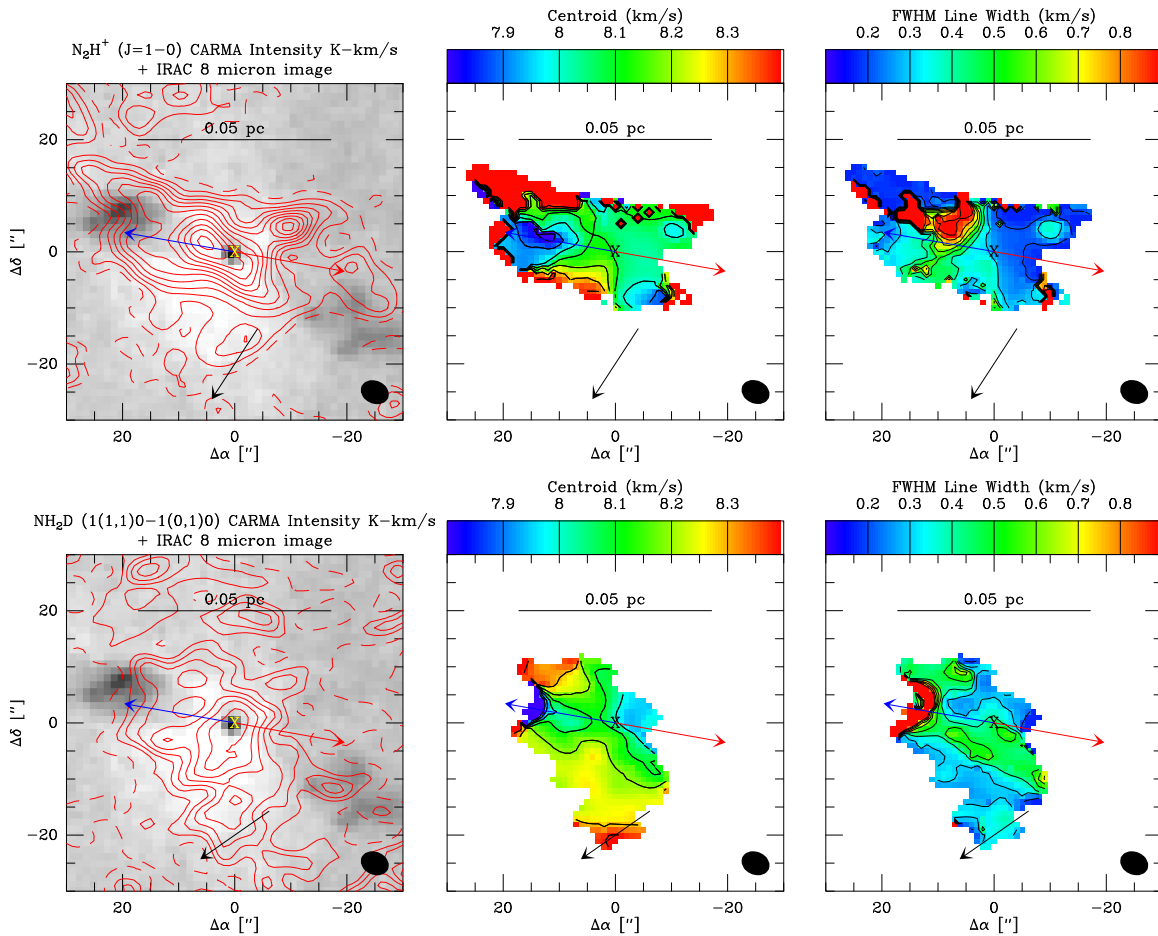 N₂H⁺ (J=1−0) CARMA Intensity K−km/s
+ IRAC 8 micron image
0.05 pc
X
20
0
−20
Δδ [″]
20
0
−20
Δα [″]
Centroid (km/s)
7.9
8
8.1
8.2
8.3
0.05 pc
X
20
0
−20
Δα [″]
FWHM Line Width (km/s)
0.2
0.3
0.4
0.5
0.6
0.7
0.8
0.05 pc
X
20
0
−20
Δα [″]
NH₂D (1(1,1)0−1(0,1)0) CARMA Intensity K−km/s
+ IRAC 8 micron image
0.05 pc
X
20
0
−20
Δδ [″]
20
0
−20
Δα [″]
Centroid (km/s)
7.9
8
8.1
8.2
8.3
0.05 pc
X
20
0
−20
Δα [″]
FWHM Line Width (km/s)
0.2
0.3
0.4
0.5
0.6
0.7
0.8
0.05 pc
X
20
0
−20
Δα [″]